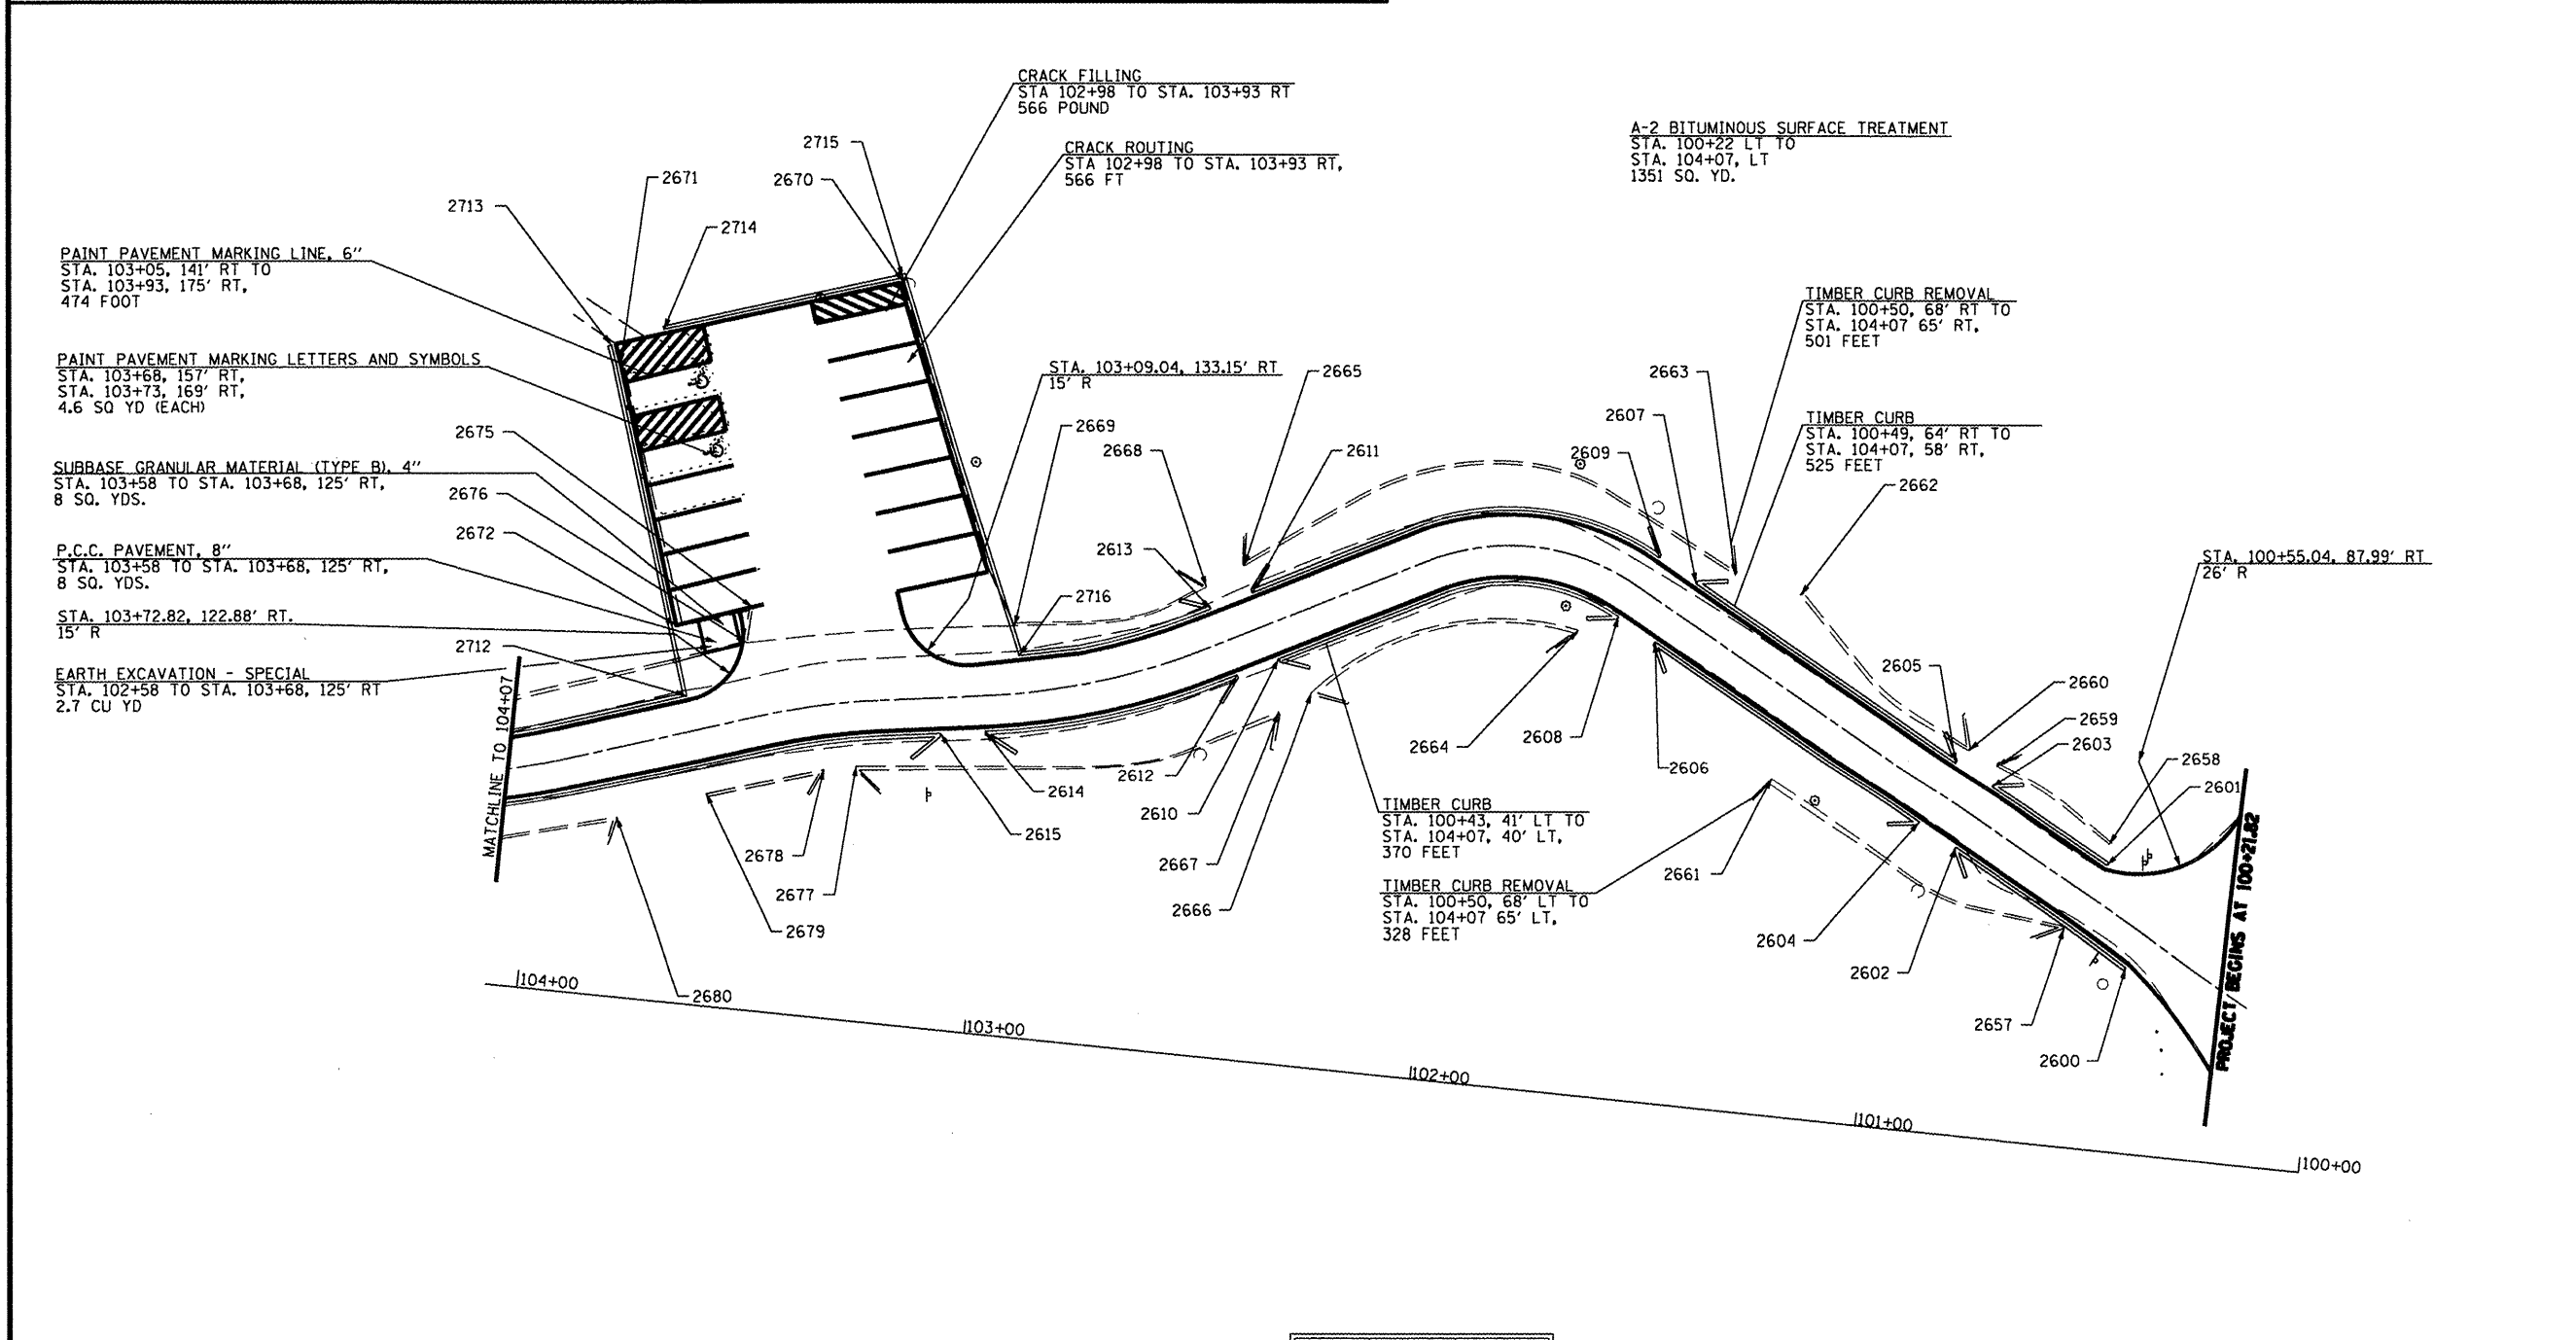 CRACK FILLING
STA 102+98 TO STA. 103+93 RT
566 POUND
CRACK ROUTING
STA 102+98 TO STA. 103+93 RT,
566 FT
A-2 BITUMINOUS SURFACE TREATMENT
STA. 100+22 LT TO
STA. 104+07, LT
1351 SQ. YD.
2715
2670
2671
2713
2714
PAINT PAVEMENT MARKING LINE, 6"
STA. 103+05, 141' RT TO
STA. 103+93, 175' RT,
474 FOOT
PAINT PAVEMENT MARKING LETTERS AND SYMBOLS
STA. 103+68, 157' RT,
STA. 103+73, 169' RT,
4.6 SQ YD (EACH)
2675
SUBBASE GRANULAR MATERIAL (TYPE B), 4"
STA. 103+58 TO STA. 103+68, 125' RT,
8 SQ. YDS.
2676
2672
P.C.C. PAVEMENT, 8"
STA. 103+58 TO STA. 103+68, 125' RT,
8 SQ. YDS.
STA. 103+72.82, 122.88' RT.
15' R
2712
EARTH EXCAVATION - SPECIAL
STA. 102+58 TO STA. 103+68, 125' RT
2.7 CU YD
MATCHLINE TO 104+07
STA. 103+09.04, 133.15' RT
15' R
2669
2668
2665
2611
2613
2716
TIMBER CURB REMOVAL
STA. 100+50, 68' RT TO
STA. 104+07 65' RT,
501 FEET
2663
2607
2609
TIMBER CURB
STA. 100+49, 64' RT TO
STA. 104+07, 58' RT,
525 FEET
2662
STA. 100+55.04, 87.99' RT
26' R
2605
2660
2659
2603
2658
2601
2664
2608
2606
2612
2610
2614
2615
2667
2666
2678
2677
2679
2680
TIMBER CURB
STA. 100+43, 41' LT TO
STA. 104+07, 40' LT,
370 FEET
TIMBER CURB REMOVAL
STA. 100+50, 68' LT TO
STA. 104+07 65' LT,
328 FEET
2661
2604
2602
2657
2600
PROJECT BEGINS AT 100+21.82
104+00
103+00
102+00
101+00
100+00